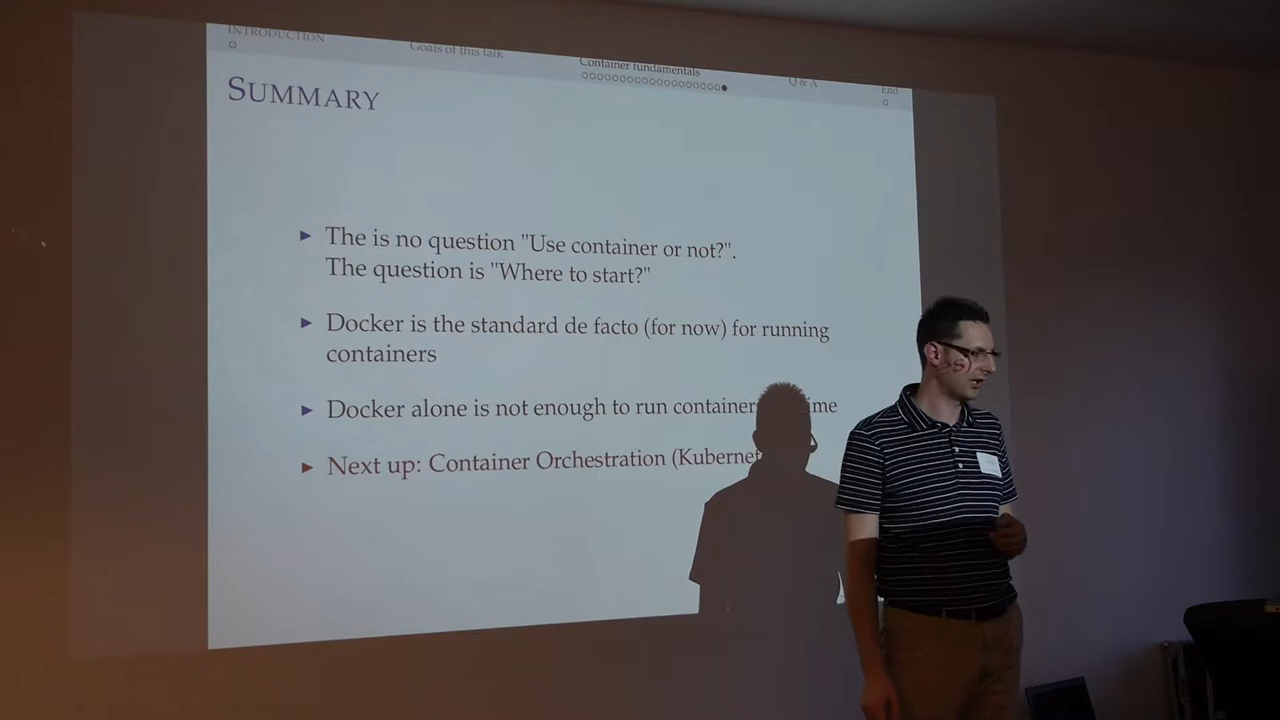 INTRODUCTION
Goals of this talk
Container fundamentals
Q & A
End
SUMMARY
▶ The is no question "Use container or not?".
The question is "Where to start?"
▶ Docker is the standard de facto (for now) for running
containers
▶ Docker alone is not enough to run container
▶ Next up: Container Orchestration (Kubernet